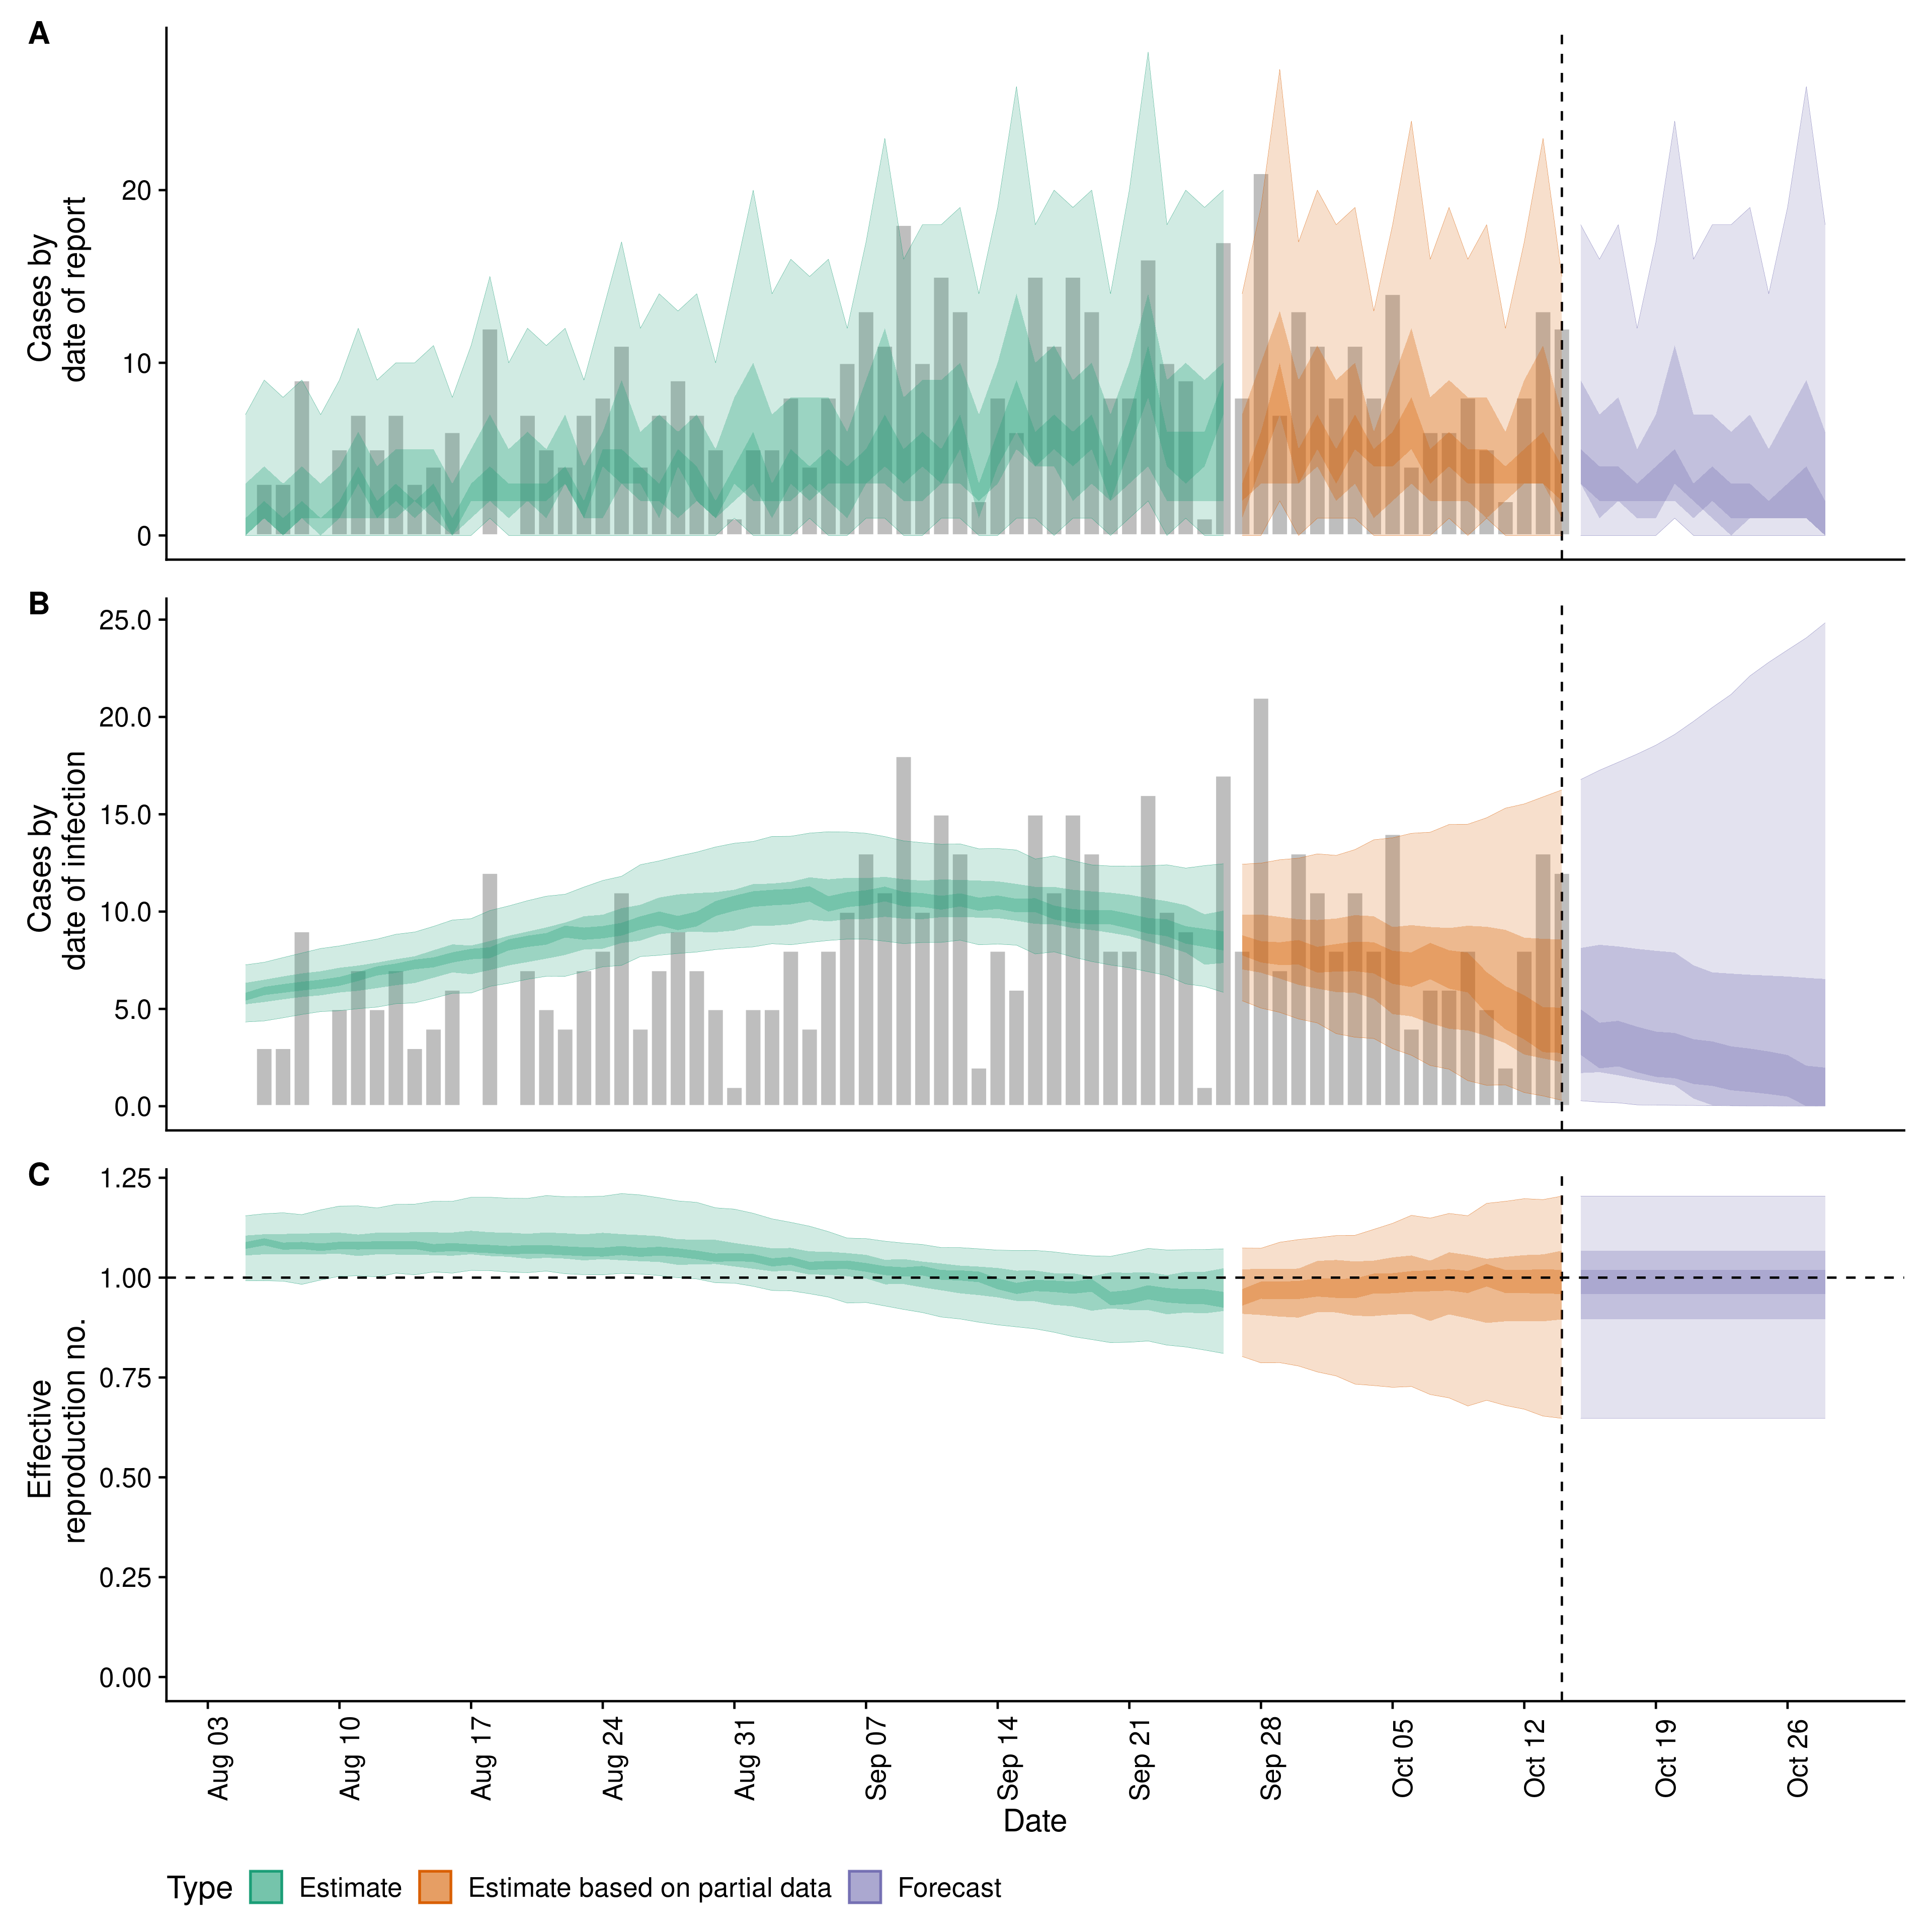 A
Cases by
date of report
20
10
0
B
Cases by
date of infection
25.0
20.0
15.0
10.0
5.0
0.0
C
Effective
reproduction no.
1.25
1.00
0.75
0.50
0.25
0.00
Aug 03
Aug 10
Aug 17
Aug 24
Aug 31
Sep 07
Sep 14
Sep 21
Sep 28
Oct 05
Oct 12
Oct 19
Oct 26
Date
Type Estimate Estimate based on partial data Forecast